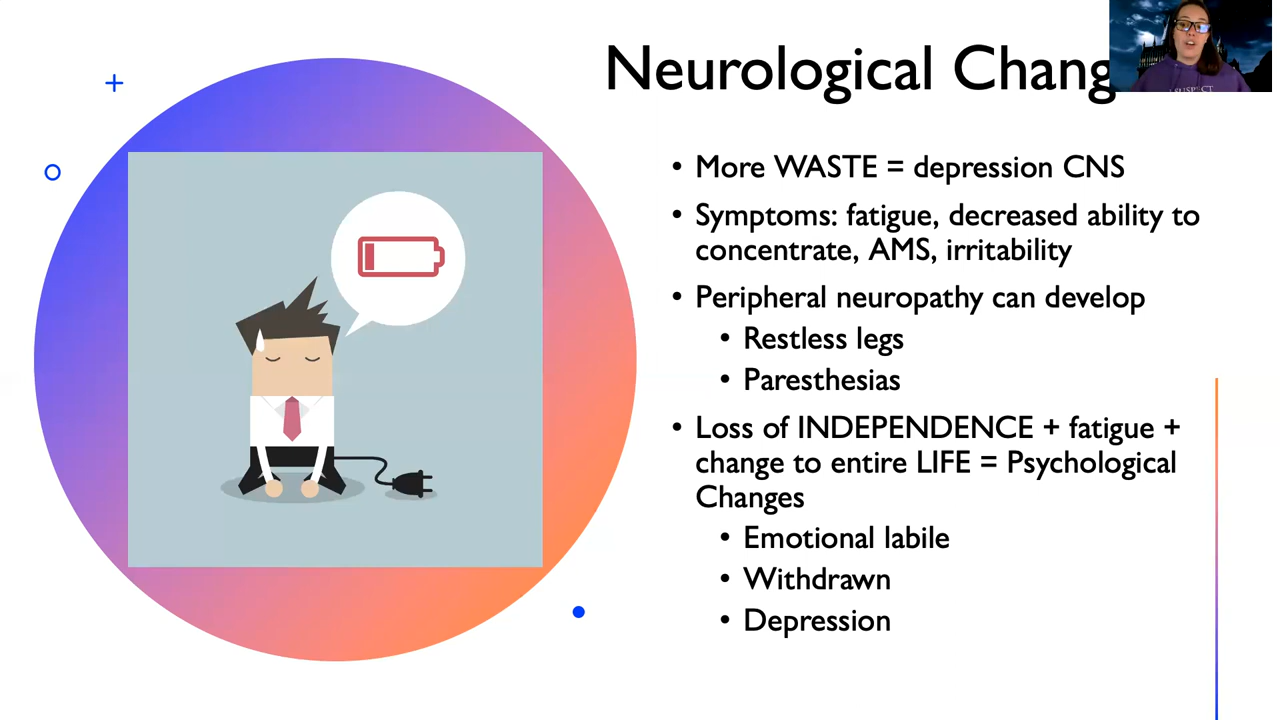 Neurological Chang
• More WASTE = depression CNS
• Symptoms: fatigue, decreased ability to
concentrate, AMS, irritability
• Peripheral neuropathy can develop
• Restless legs
• Paresthesias
• Loss of INDEPENDENCE + fatigue +
change to entire LIFE = Psychological
Changes
• Emotional labile
• Withdrawn
• Depression